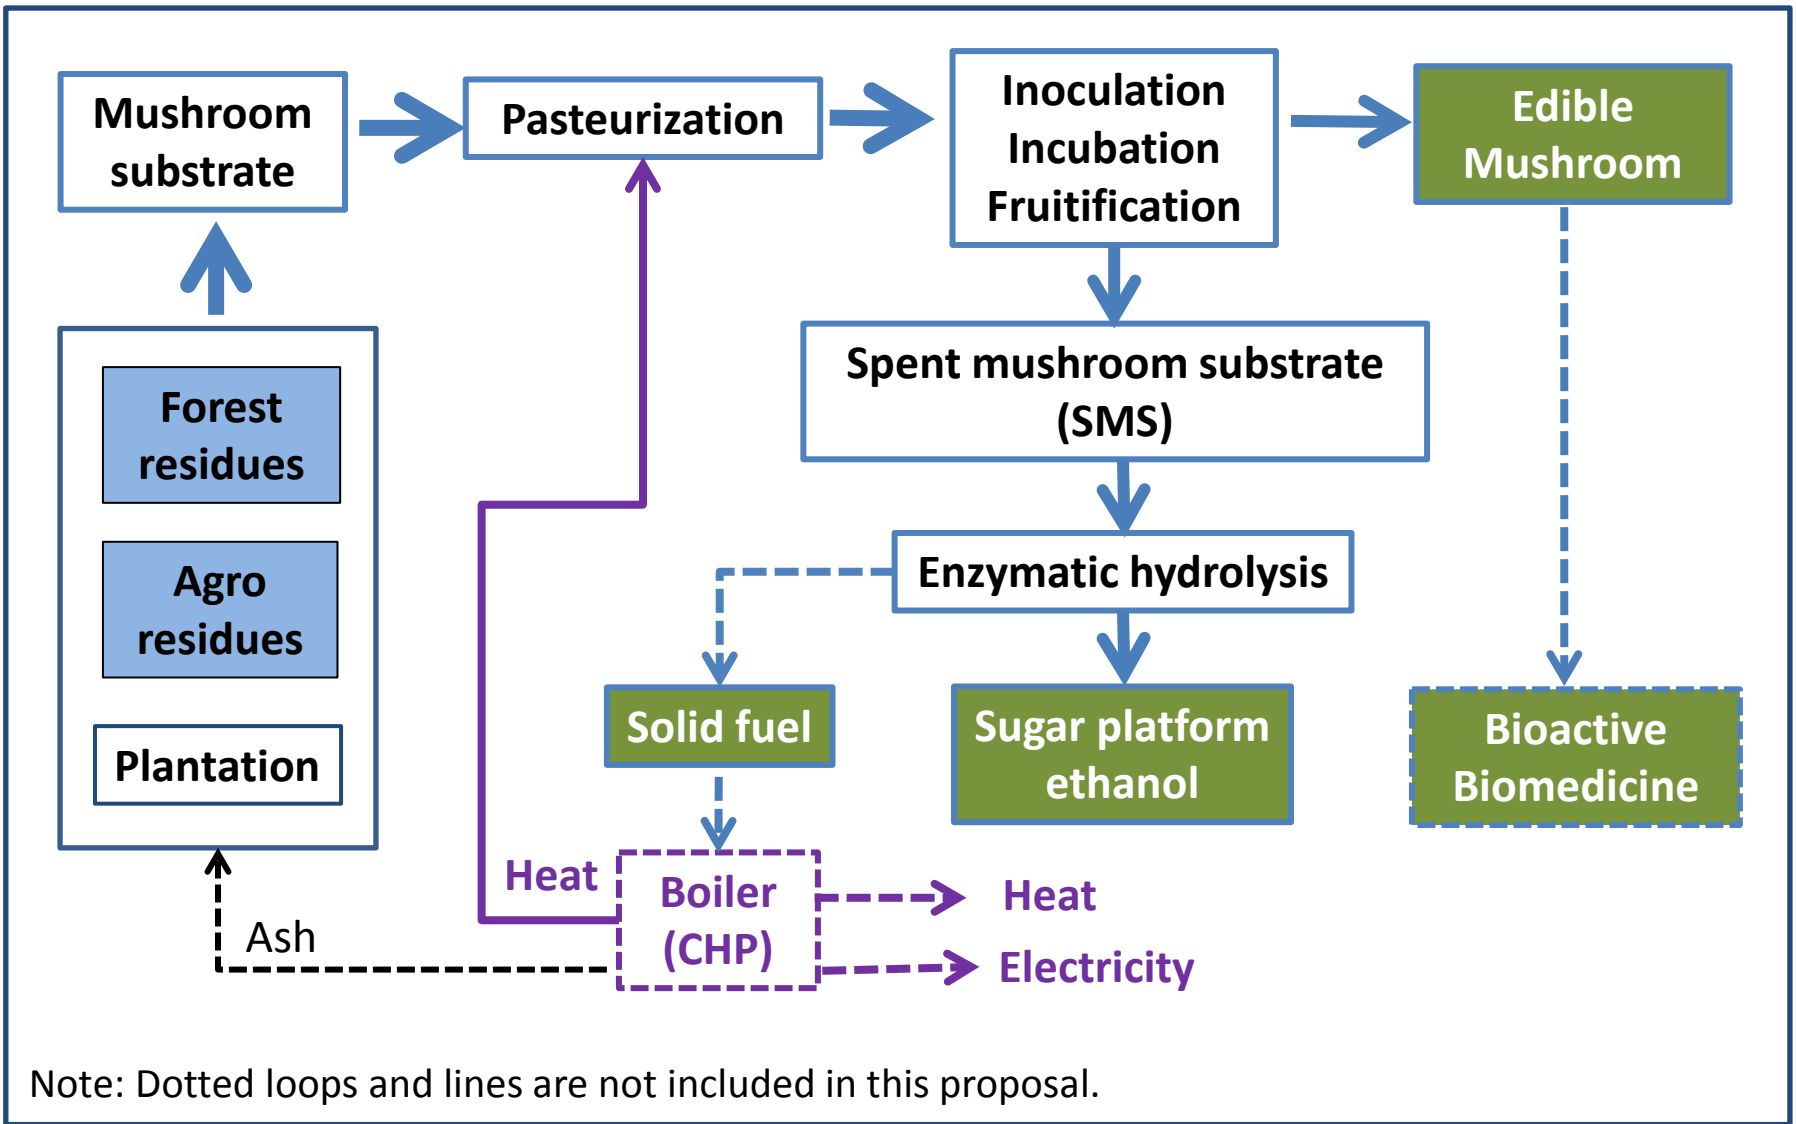 Mushroom
substrate
Pasteurization
Inoculation
Incubation
Fruitification
Edible
Mushroom
Forest
residues
Agro
residues
Plantation
Spent mushroom substrate
(SMS)
Enzymatic hydrolysis
Solid fuel
Sugar platform
ethanol
Bioactive
Biomedicine
Heat
Boiler
(CHP)
Heat
Electricity
Ash
Note: Dotted loops and lines are not included in this proposal.